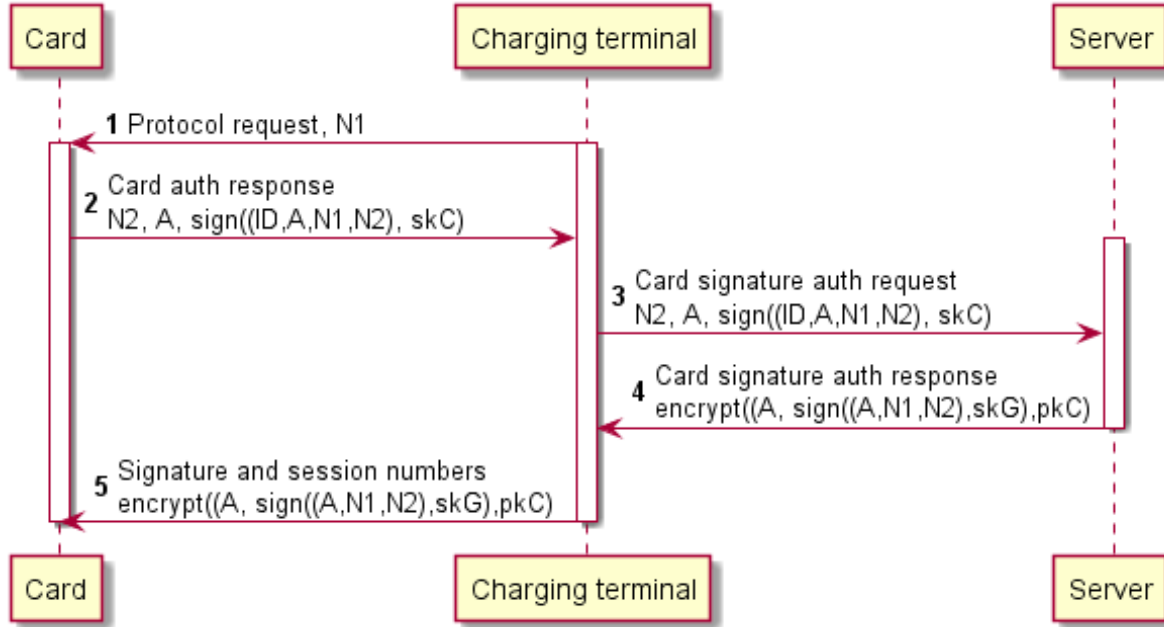 Card
Charging terminal
Server
1 Protocol request, N1
Card auth response
2 N2, A, sign((ID,A,N1,N2), skC)
Card signature auth request
3 N2, A, sign((ID,A,N1,N2), skC)
Card signature auth response
4 encrypt((A, sign((A,N1,N2),skG),pkC)
Signature and session numbers
5 encrypt((A, sign((A,N1,N2),skG),pkC)
Card
Charging terminal
Server